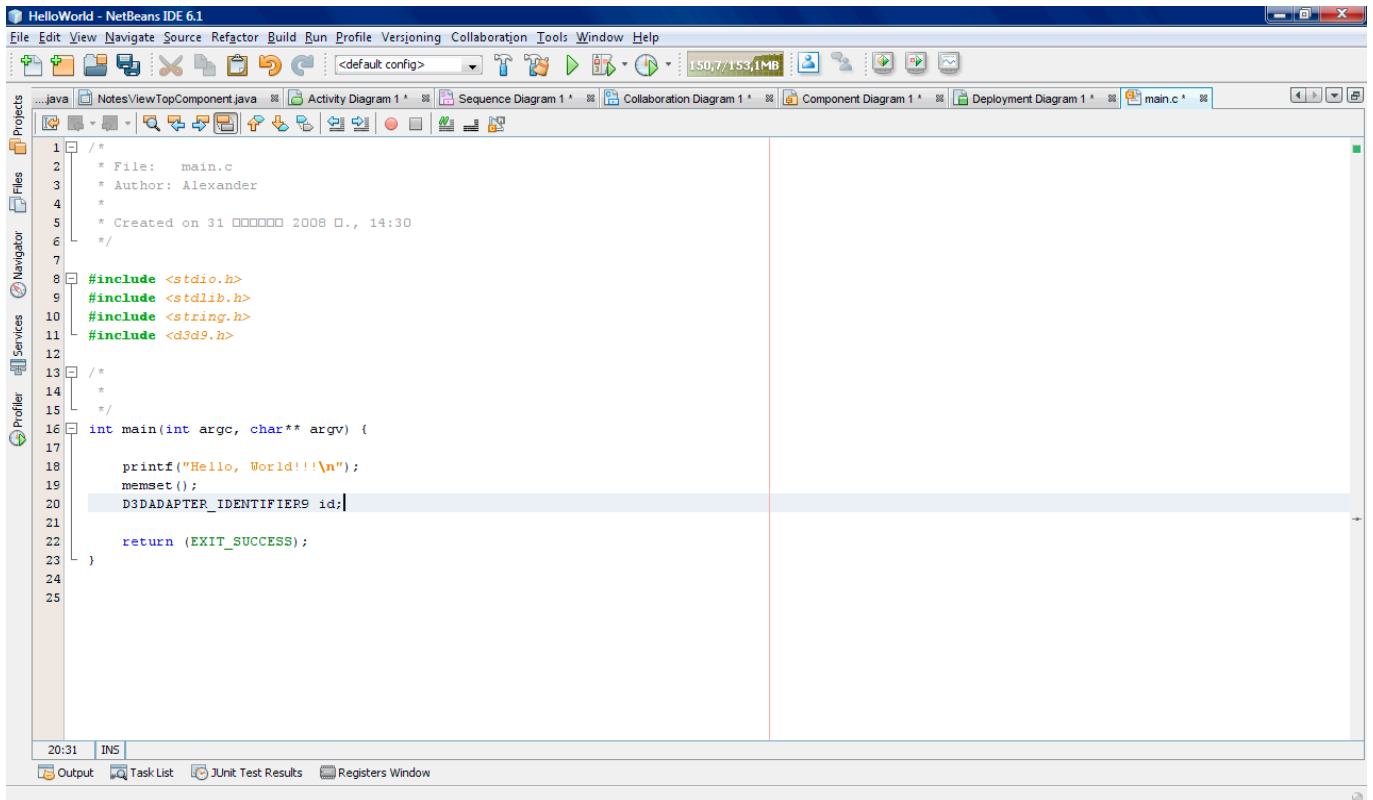 HelloWorld - NetBeans IDE 6.1
File Edit View Navigate Source Refactor Build Run Profile Versioning Collaboration Tools Window Help
<default config> 150,7/153,1MB
....java NotesViewTopComponent.java Activity Diagram 1 * Sequence Diagram 1 * Collaboration Diagram 1 * Component Diagram 1 * Deployment Diagram 1 * main.c *
Projects
Files
Navigator
Services
Profiler
1 /*
2 * File:   main.c
3 * Author: Alexander
4 *
5 * Created on 31 □□□□□□ 2008 □., 14:30
6 */
7
8 #include <stdio.h>
9 #include <stdlib.h>
10 #include <string.h>
11 #include <d3d9.h>
12
13 /*
14 *
15 */
16 int main(int argc, char** argv) {
17
18 printf("Hello, World!!!\n");
19 memset();
20 D3DADAPTER_IDENTIFIER9 id;
21
22 return (EXIT_SUCCESS);
23 }
24
25
20:31 INS
Output Task List JUnit Test Results Registers Window